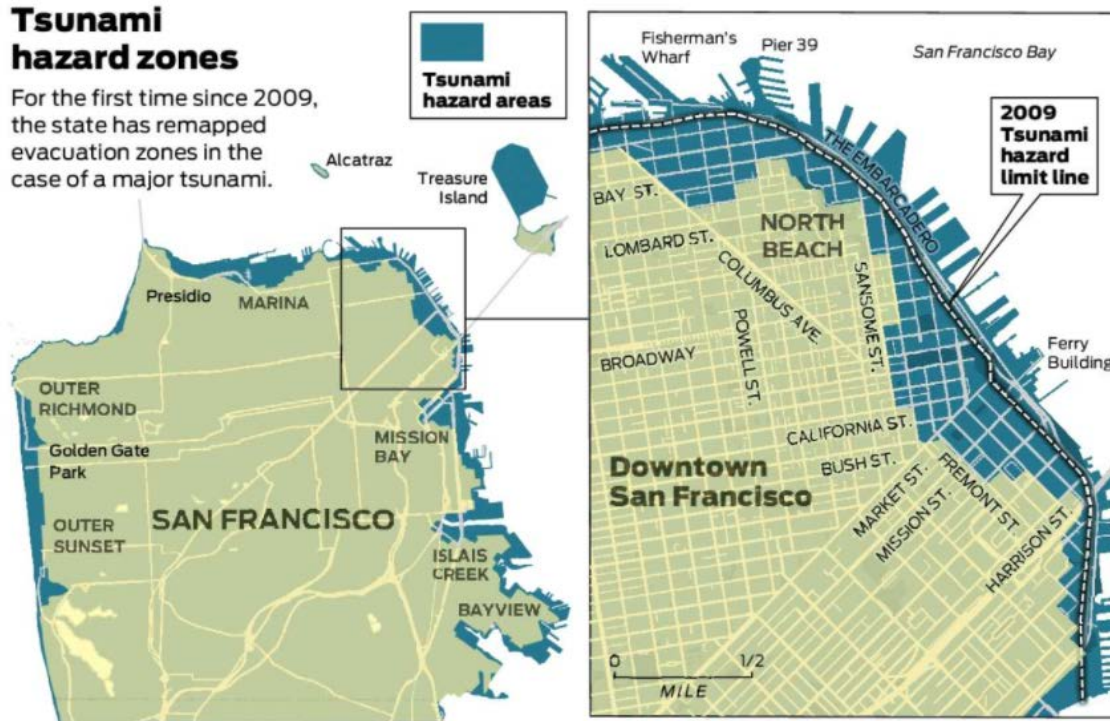 Tsunami
hazard zones
For the first time since 2009,
the state has remapped
evacuation zones in the
case of a major tsunami.
Tsunami
hazard areas
Alcatraz
Treasure
Island
Presidio
MARINA
OUTER
RICHMOND
Golden Gate
Park
MISSION
BAY
SAN FRANCISCO
OUTER
SUNSET
ISLAIS
CREEK
BAYVIEW
Fisherman's
Wharf
Pier 39
San Francisco Bay
2009
Tsunami
hazard
limit line
THE EMBARCADERO
BAY ST.
NORTH
BEACH
LOMBARD ST.
COLUMBUS AVE.
SANSOME ST.
POWELL ST.
BROADWAY
Ferry
Building
CALIFORNIA ST.
BUSH ST.
Downtown
San Francisco
MARKET ST.
MISSION ST.
FREMONT ST.
HARRISON ST.
0 1/2
MILE